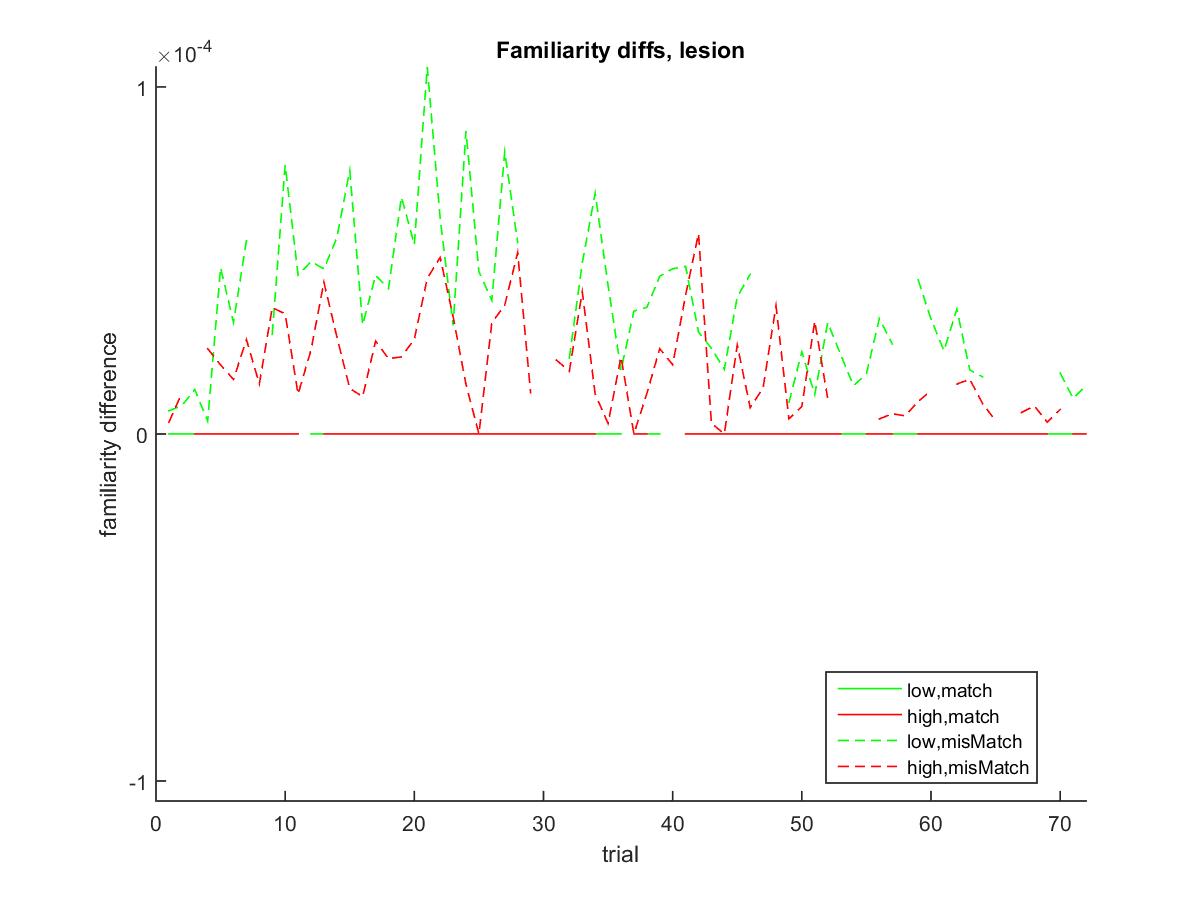 Familiarity diffs, lesion
×10-4
1
0
-1
familiarity difference
0 10 20 30 40 50 60 70
trial
low,match
high,match
low,misMatch
high,misMatch